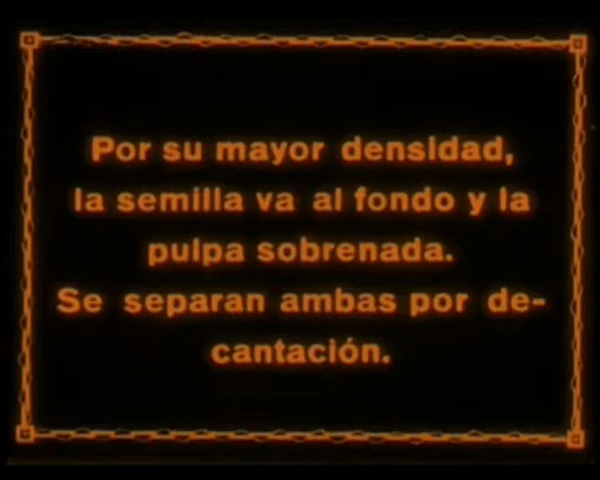 Por su mayor densidad,
la semilla va al fondo y la
pulpa sobrenada.
Se separan ambas por de-
cantación.